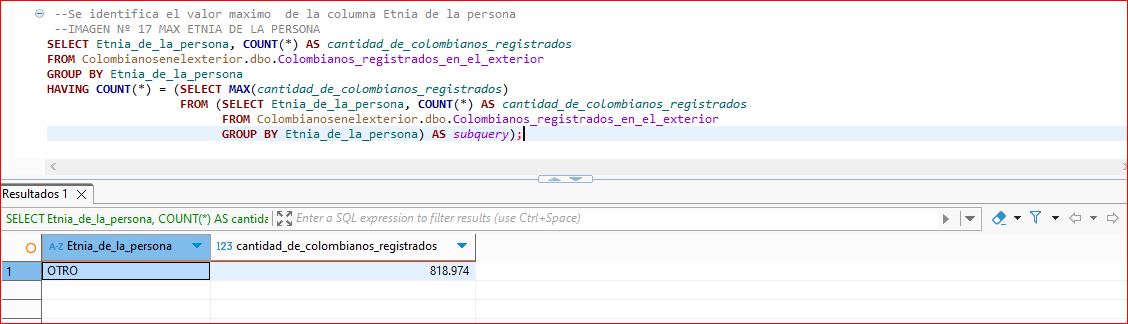 --Se identifica el valor maximo  de la columna Etnia de la persona
--IMAGEN Nº 17 MAX ETNIA DE LA PERSONA
SELECT Etnia_de_la_persona, COUNT(*) AS cantidad_de_colombianos_registrados
FROM Colombianosenelexterior.dbo.Colombianos_registrados_en_el_exterior
GROUP BY Etnia_de_la_persona
HAVING COUNT(*) = (SELECT MAX(cantidad_de_colombianos_registrados)
FROM (SELECT Etnia_de_la_persona, COUNT(*) AS cantidad_de_colombianos_registrados
FROM Colombianosenelexterior.dbo.Colombianos_registrados_en_el_exterior
GROUP BY Etnia_de_la_persona) AS subquery);
Resultados 1
SELECT Etnia_de_la_persona, COUNT(*) AS cantida Enter a SQL expression to filter results (use Ctrl+Space)
A-Z Etnia_de_la_persona 123 cantidad_de_colombianos_registrados
1 OTRO 818.974